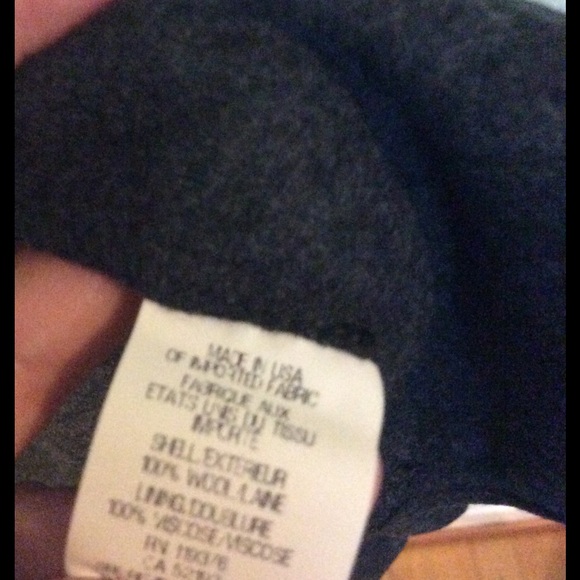 MADE IN USA
OF IMPORTED FABRIC
FABRIQUE AUX
ETATS UNIS DU TISSU
IMPORTE
SHELL/EXTERIEUR
100% WOOL/LAINE
LINING/DOUBLURE
100% VISCOSE/VISCOSE
RN
CA